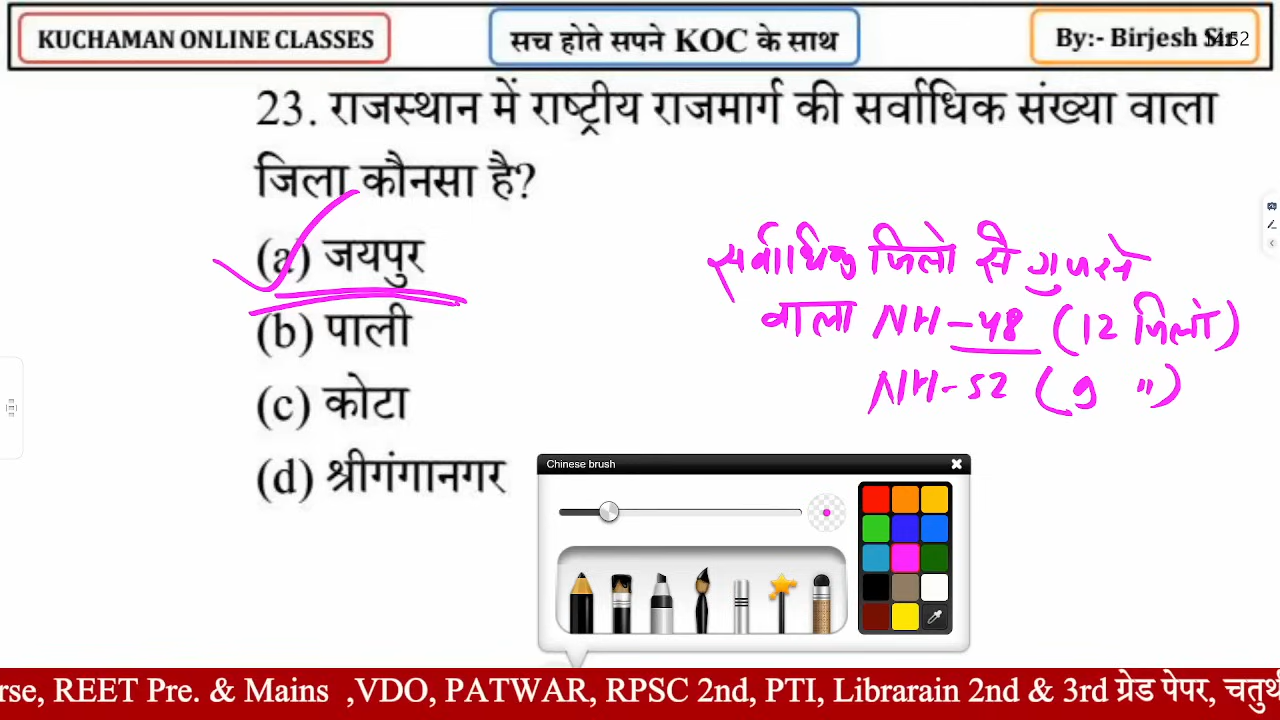 KUCHAMAN ONLINE CLASSES
सच होते सपने KOC के साथ
By:- Birjesh Sir
14:52
23. राजस्थान में राष्ट्रीय राजमार्ग की सर्वाधिक संख्या वाला
जिला कौनसा है?
(a) जयपुर
(b) पाली
(c) कोटा
(d) श्रीगंगानगर
सर्वाधिक जिलों से गुजरने
वाला NH-48 (12 जिलों)
NH-52 (9 ")
Chinese brush
rse, REET Pre. & Mains ,VDO, PATWAR, RPSC 2nd, PTI, Librarain 2nd & 3rd ग्रेड पेपर, चतुर्थ